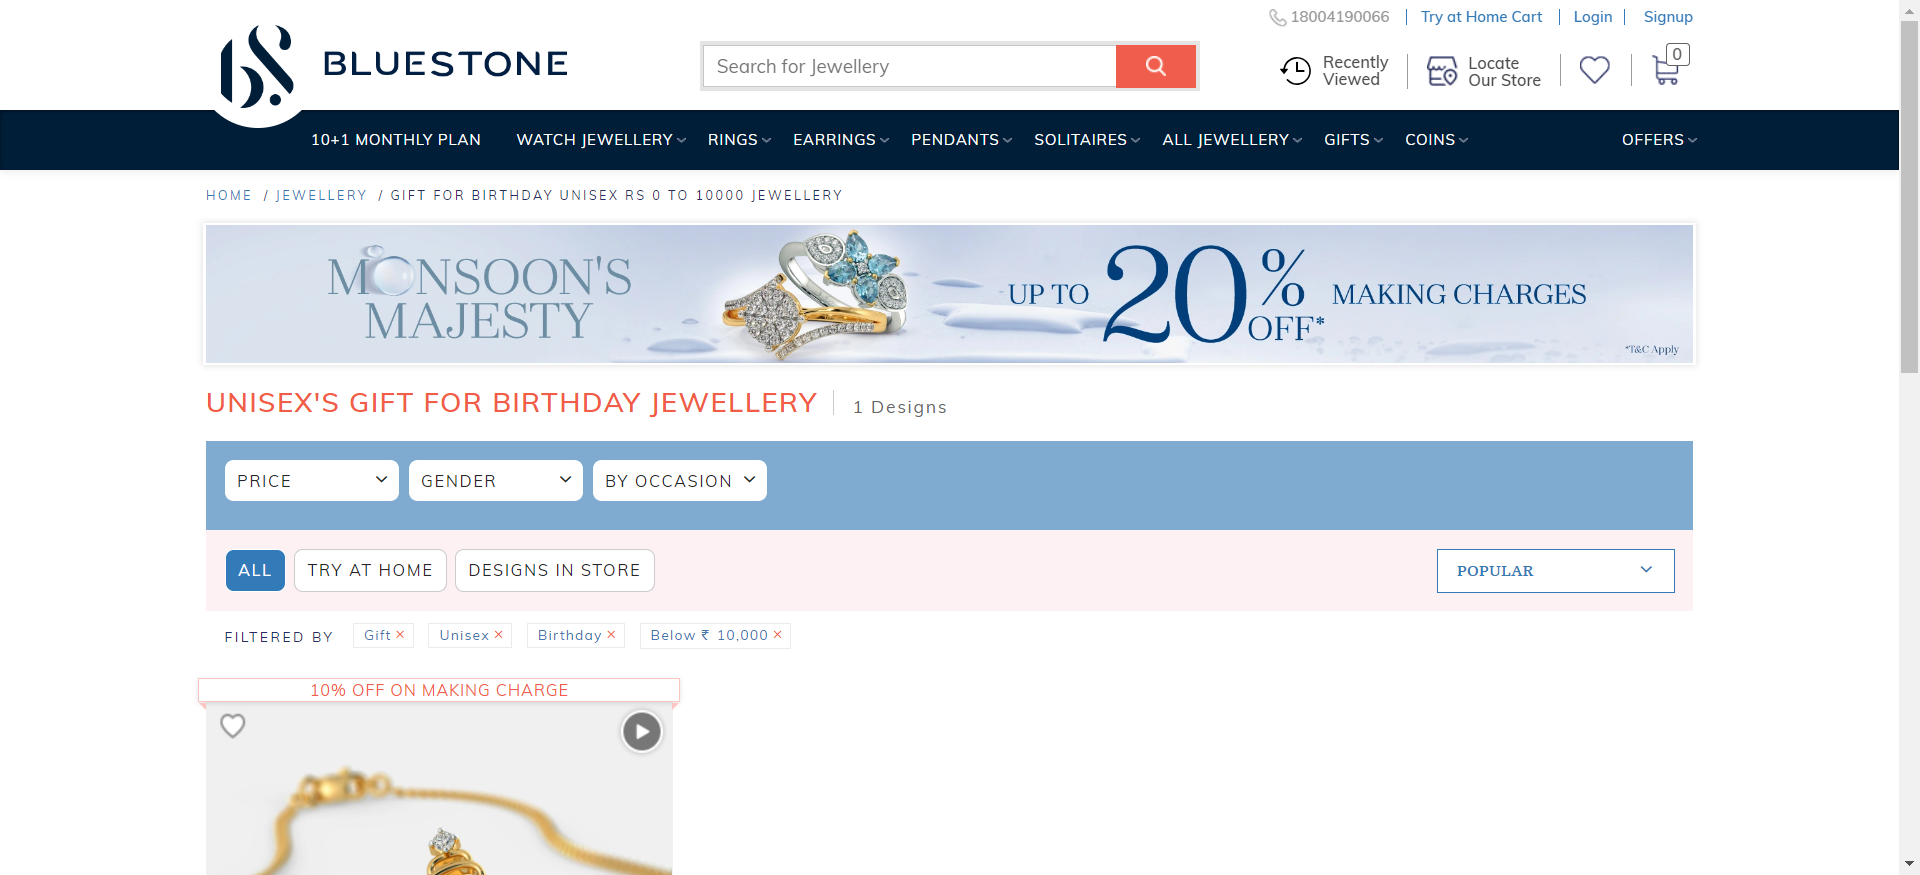 18004190066
Try at Home Cart
Login
Signup
BLUESTONE
Search for Jewellery
Recently
Viewed
Locate
Our Store
0
10+1 MONTHLY PLAN
WATCH JEWELLERY
RINGS
EARRINGS
PENDANTS
SOLITAIRES
ALL JEWELLERY
GIFTS
COINS
OFFERS
HOME / JEWELLERY / GIFT FOR BIRTHDAY UNISEX RS 0 TO 10000 JEWELLERY
MONSOON'S
MAJESTY
UP TO 20% OFF* MAKING CHARGES
*T&C Apply
UNISEX'S GIFT FOR BIRTHDAY JEWELLERY
1 Designs
PRICE
GENDER
BY OCCASION
ALL
TRY AT HOME
DESIGNS IN STORE
POPULAR
FILTERED BY
Gift ×
Unisex ×
Birthday ×
Below ₹ 10,000 ×
10% OFF ON MAKING CHARGE